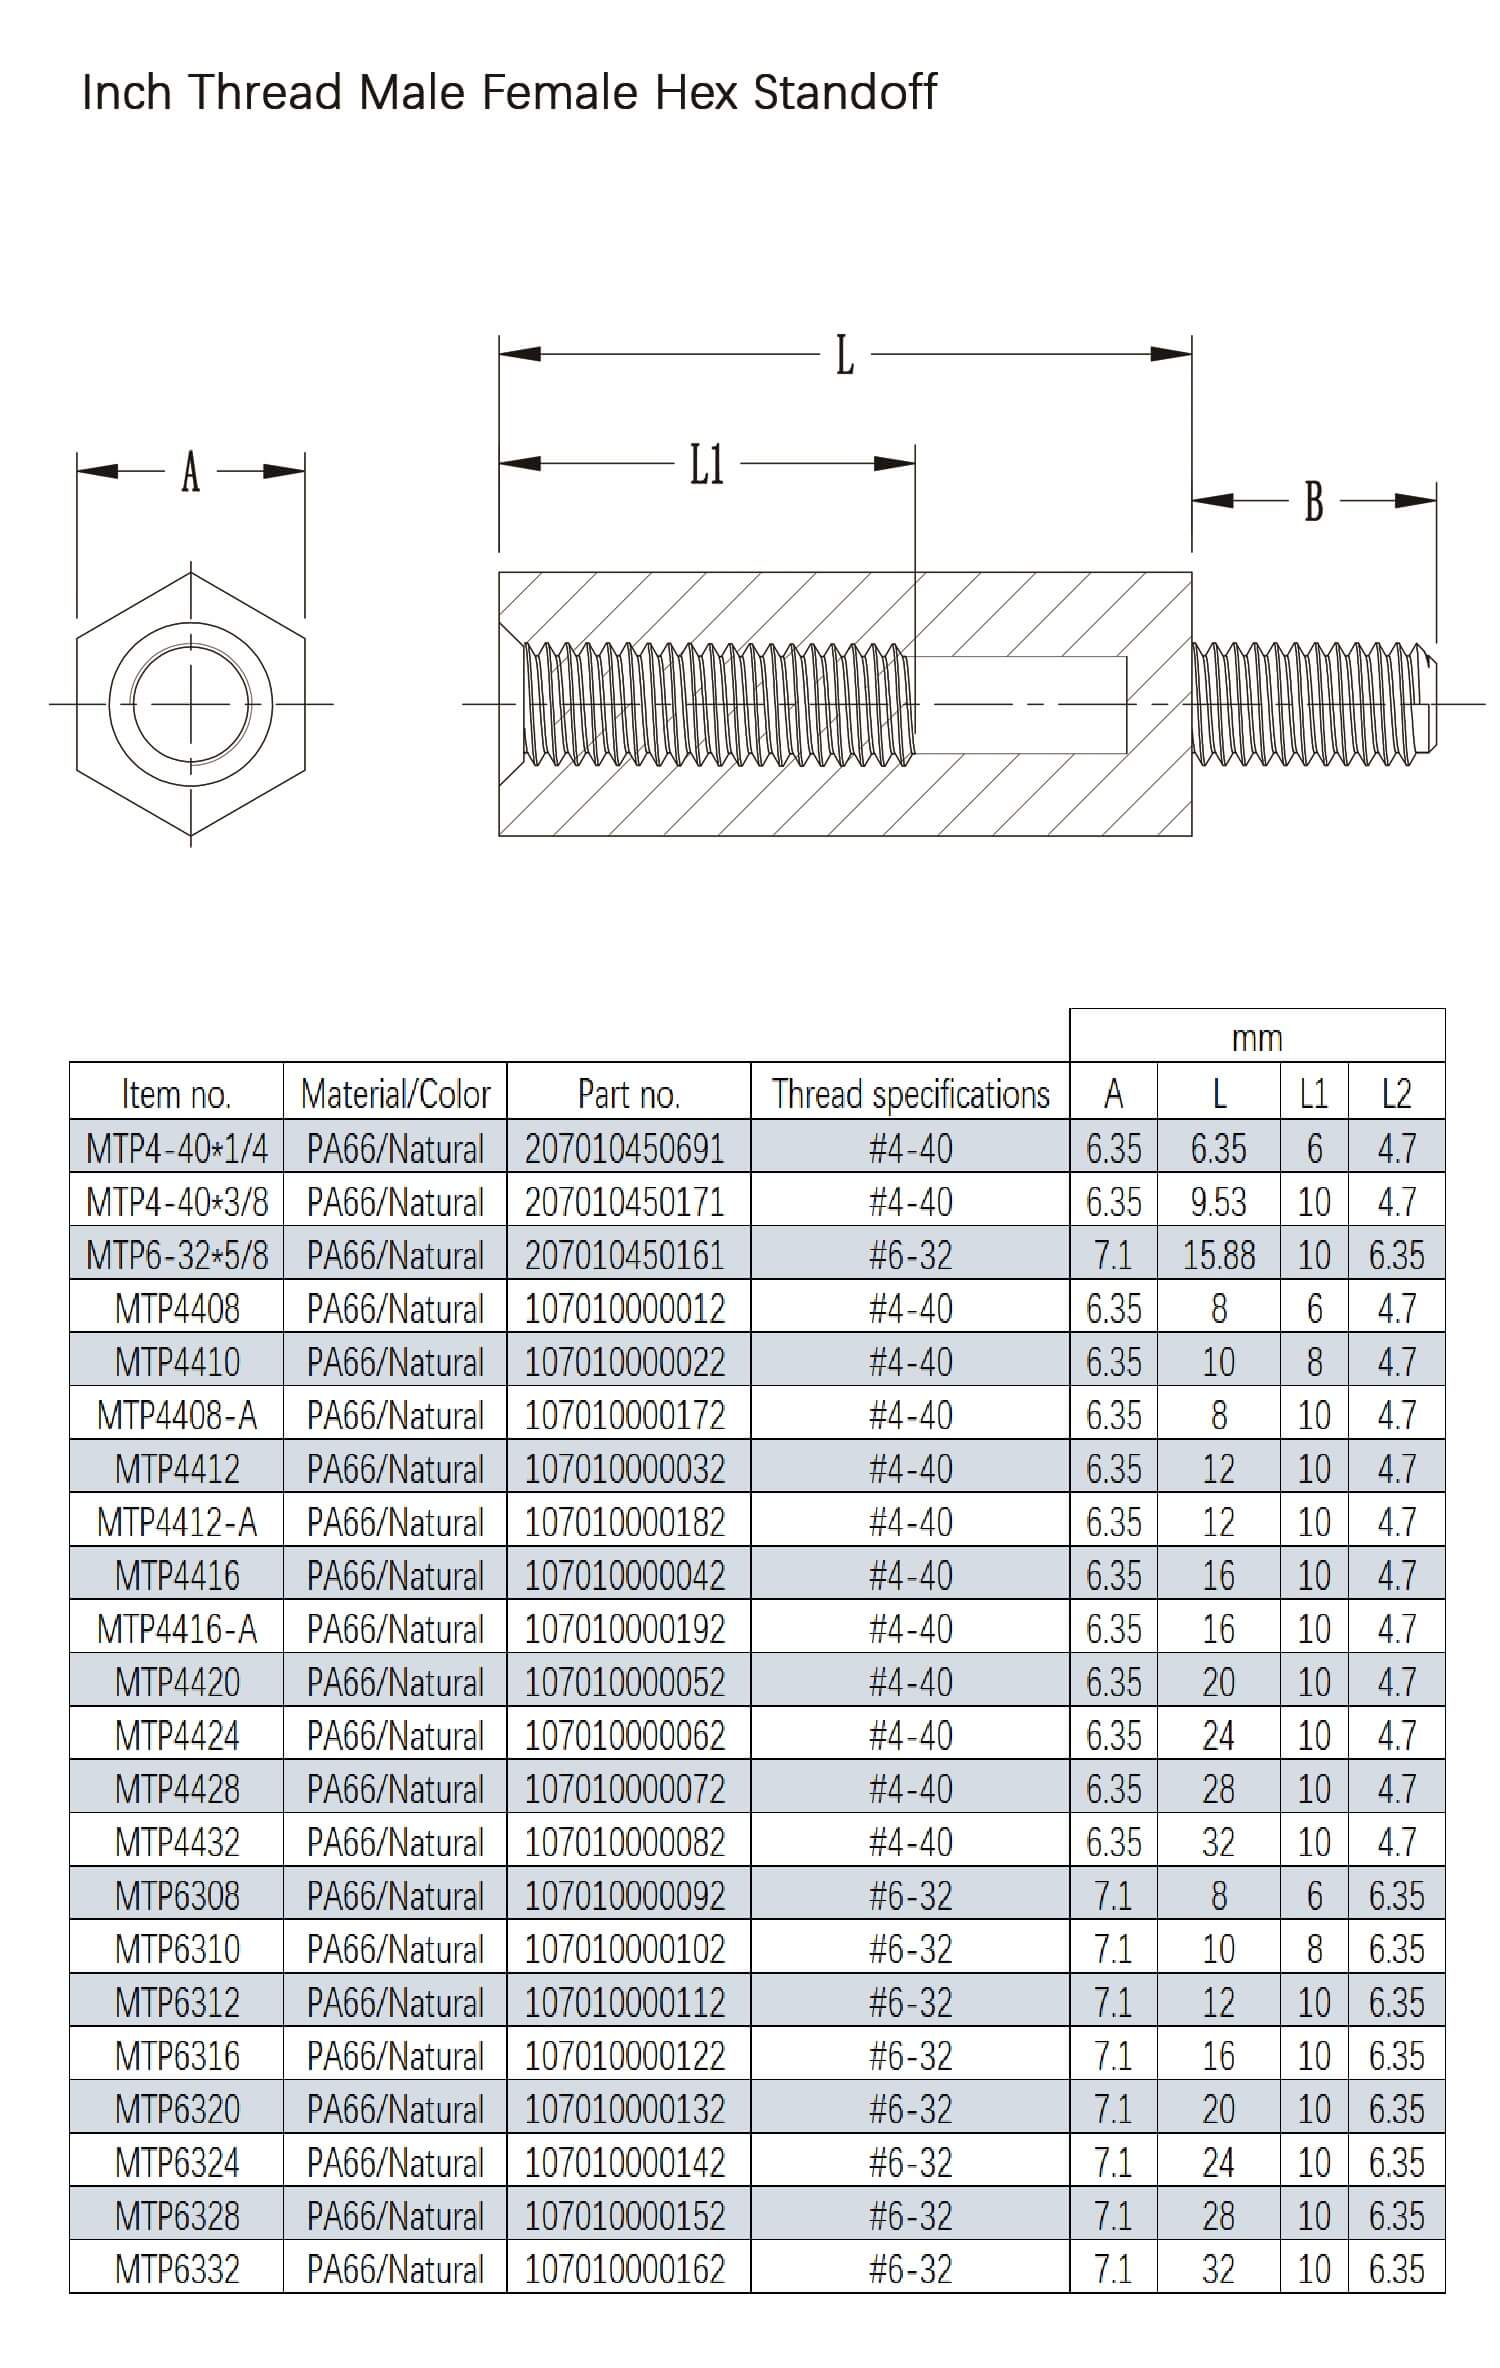 Inch Thread Male Female Hex Standoff
L
A
L1
B
mm
Item no. Material/Color Part no. Thread specifications A L L1 L2
MTP4-40*1/4 PA66/Natural 207010450691 #4-40 6.35 6.35 6 4.7
MTP4-40*3/8 PA66/Natural 207010450171 #4-40 6.35 9.53 10 4.7
MTP6-32*5/8 PA66/Natural 207010450161 #6-32 7.1 15.88 10 6.35
MTP4408 PA66/Natural 107010000012 #4-40 6.35 8 6 4.7
MTP4410 PA66/Natural 107010000022 #4-40 6.35 10 8 4.7
MTP4408-A PA66/Natural 107010000172 #4-40 6.35 8 10 4.7
MTP4412 PA66/Natural 107010000032 #4-40 6.35 12 10 4.7
MTP4412-A PA66/Natural 107010000182 #4-40 6.35 12 10 4.7
MTP4416 PA66/Natural 107010000042 #4-40 6.35 16 10 4.7
MTP4416-A PA66/Natural 107010000192 #4-40 6.35 16 10 4.7
MTP4420 PA66/Natural 107010000052 #4-40 6.35 20 10 4.7
MTP4424 PA66/Natural 107010000062 #4-40 6.35 24 10 4.7
MTP4428 PA66/Natural 107010000072 #4-40 6.35 28 10 4.7
MTP4432 PA66/Natural 107010000082 #4-40 6.35 32 10 4.7
MTP6308 PA66/Natural 107010000092 #6-32 7.1 8 6 6.35
MTP6310 PA66/Natural 107010000102 #6-32 7.1 10 8 6.35
MTP6312 PA66/Natural 107010000112 #6-32 7.1 12 10 6.35
MTP6316 PA66/Natural 107010000122 #6-32 7.1 16 10 6.35
MTP6320 PA66/Natural 107010000132 #6-32 7.1 20 10 6.35
MTP6324 PA66/Natural 107010000142 #6-32 7.1 24 10 6.35
MTP6328 PA66/Natural 107010000152 #6-32 7.1 28 10 6.35
MTP6332 PA66/Natural 107010000162 #6-32 7.1 32 10 6.35